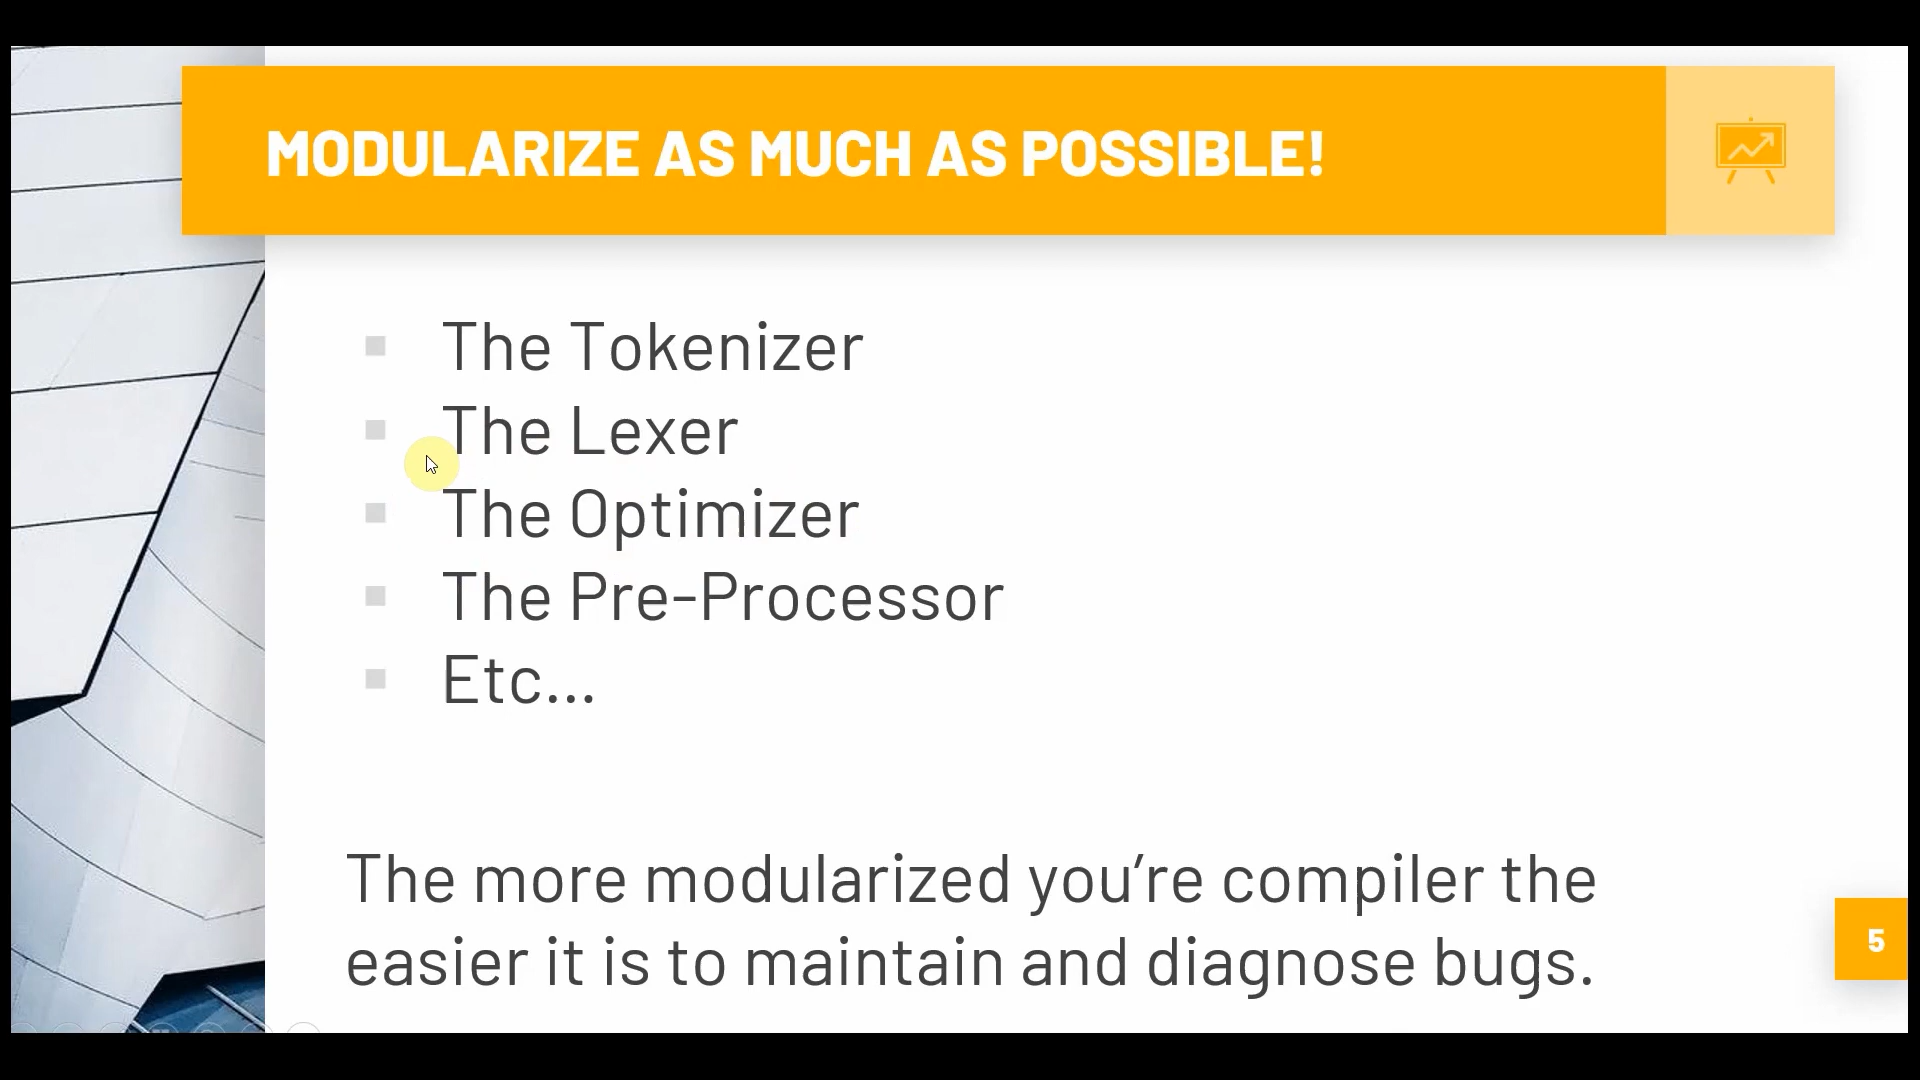 MODULARIZE AS MUCH AS POSSIBLE!
The Tokenizer
The Lexer
The Optimizer
The Pre-Processor
Etc...
The more modularized you’re compiler the
easier it is to maintain and diagnose bugs.
5